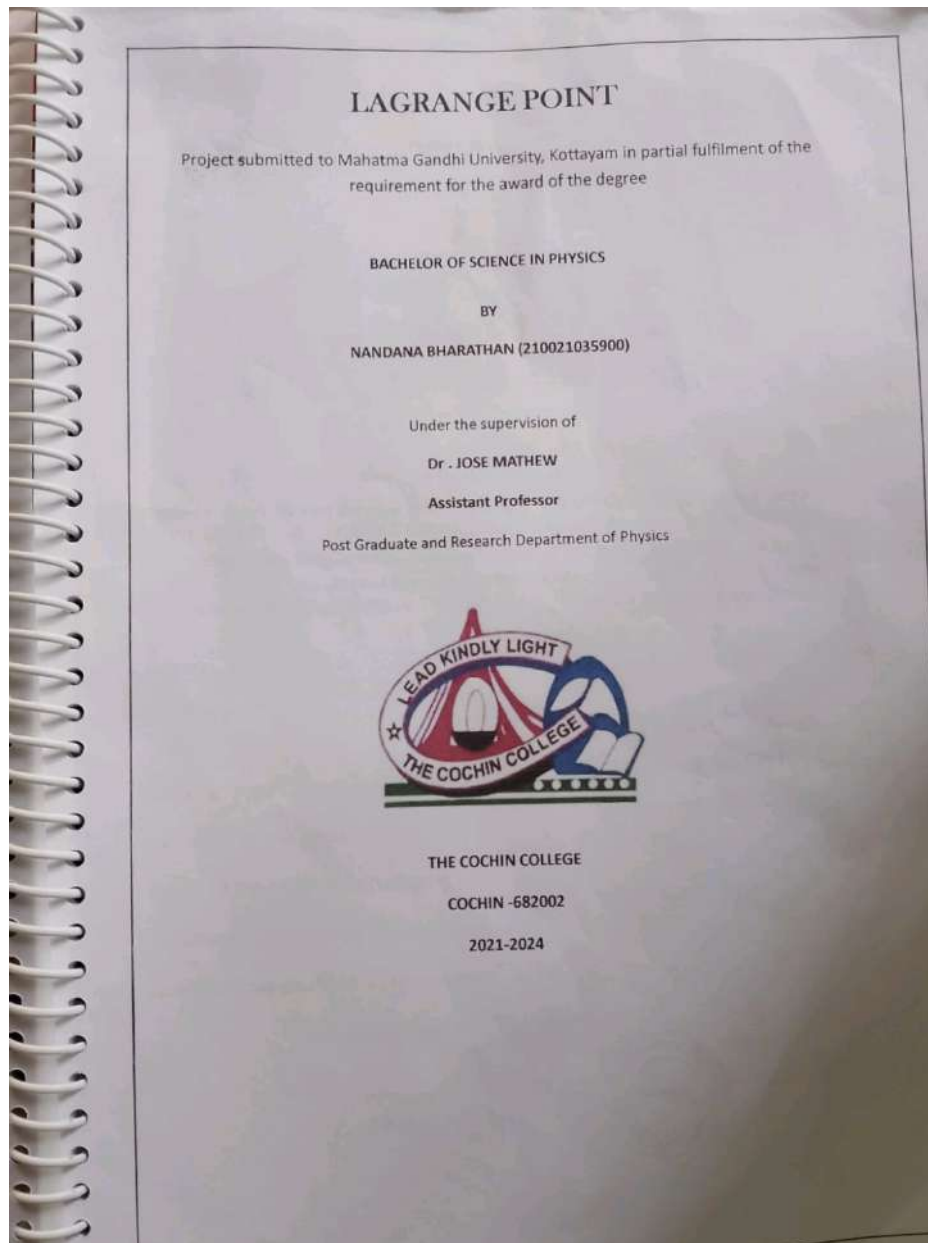 LAGRANGE POINT
Project submitted to Mahatma Gandhi University, Kottayam in partial fulfilment of the
requirement for the award of the degree
BACHELOR OF SCIENCE IN PHYSICS
BY
NANDANA BHARATHAN (210021035900)
Under the supervision of
Dr . JOSE MATHEW
Assistant Professor
Post Graduate and Research Department of Physics
LEAD KINDLY LIGHT
THE COCHIN COLLEGE
THE COCHIN COLLEGE
COCHIN -682002
2021-2024